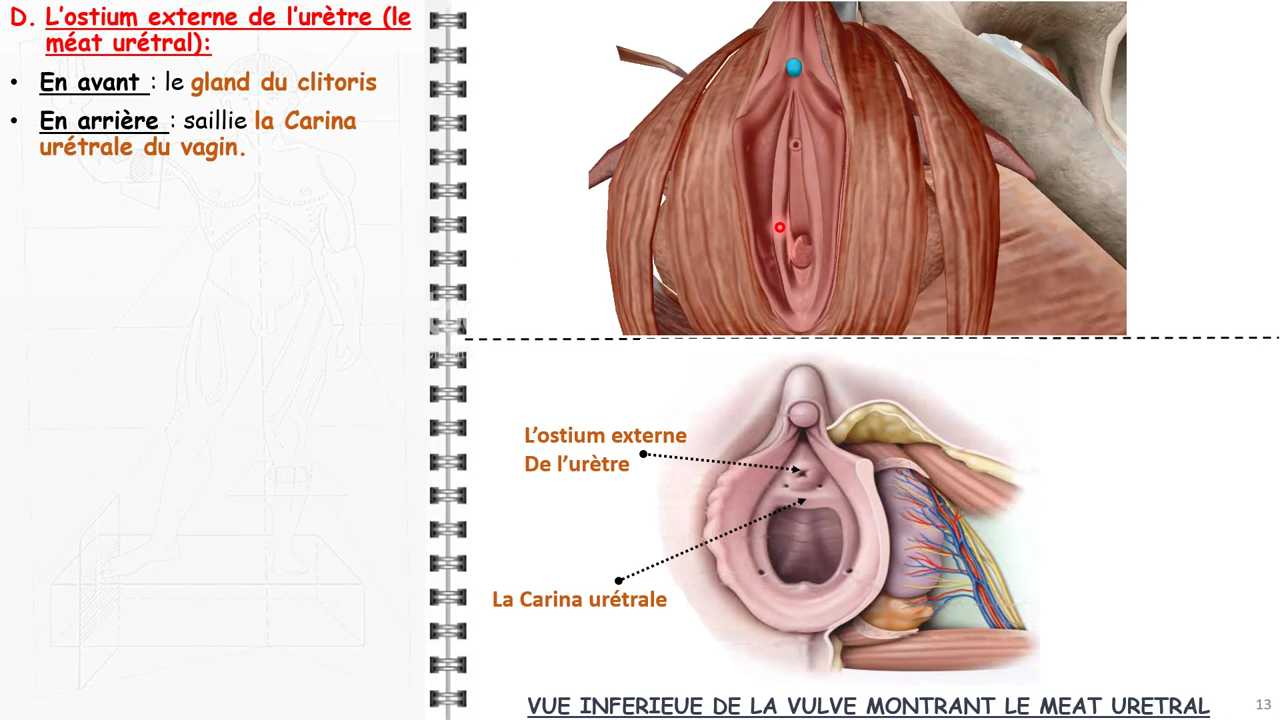 D. L'ostium externe de l'urètre (le
méat urétral):
• En avant : le gland du clitoris
• En arrière : saillie la Carina
urétrale du vagin.
L'ostium externe
De l'urètre
La Carina urétrale
VUE INFERIEUE DE LA VULVE MONTRANT LE MEAT URETRAL
13